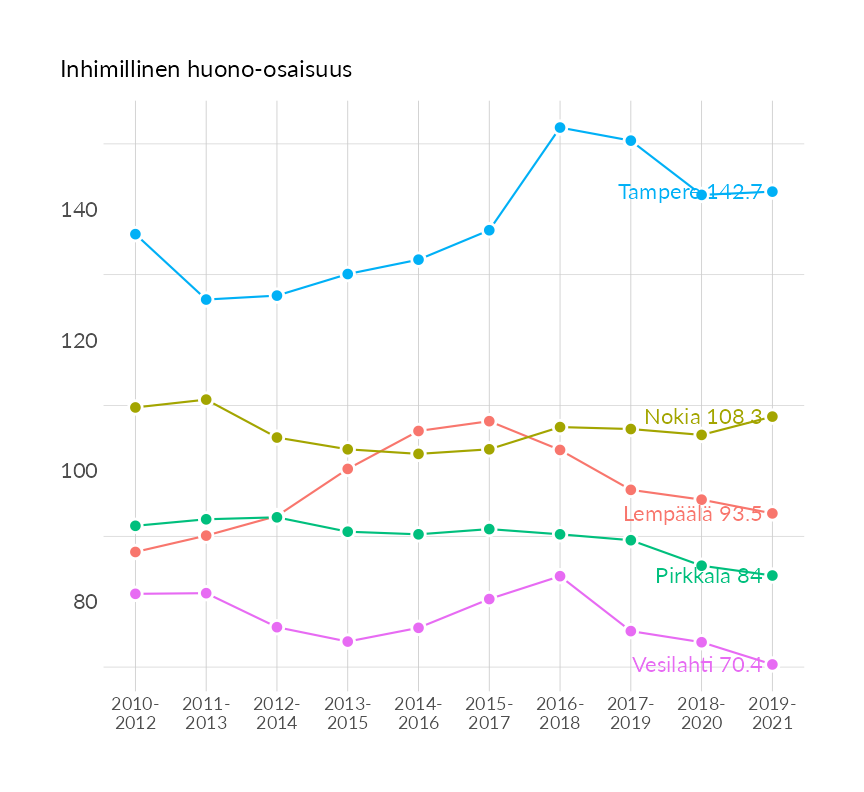 Inhimillinen huono-osaisuus
140
120
100
80
Tampere 142.7
Nokia 108.3
Lempäälä 93.5
Pirkkala 84
Vesilahti 70.4
2010- 2011- 2012- 2013- 2014- 2015- 2016- 2017- 2018- 2019-
2012 2013 2014 2015 2016 2017 2018 2019 2020 2021